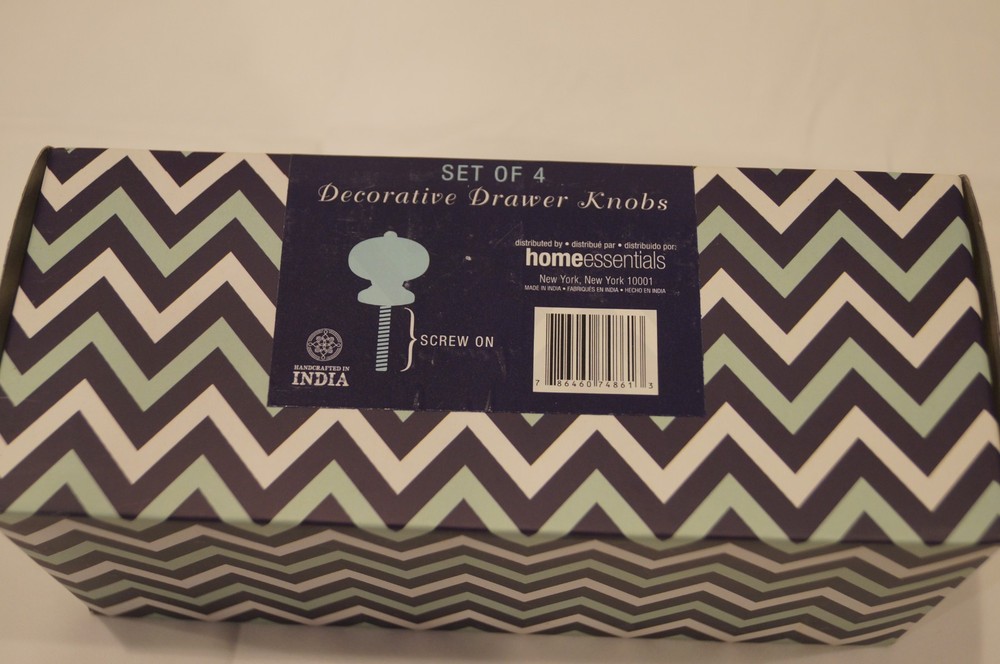 SET OF 4
Decorative Drawer Knobs
distributed by • distribué par • distribuido por:
homeessentials
New York, New York 10001
MADE IN INDIA • FABRIQUÉS EN INDIA • HECHO EN INDIA
SCREW ON
HANDCRAFTED IN
INDIA
7 86460 74861 3